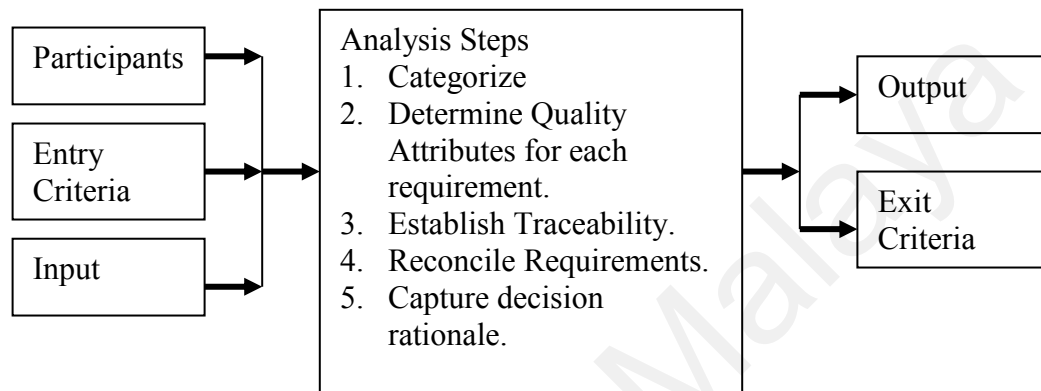 Participants
Entry
Criteria
Input
Analysis Steps
1. Categorize
2. Determine Quality
Attributes for each
requirement.
3. Establish Traceability.
4. Reconcile Requirements.
5. Capture decision
rationale.
Output
Exit
Criteria
Malaya